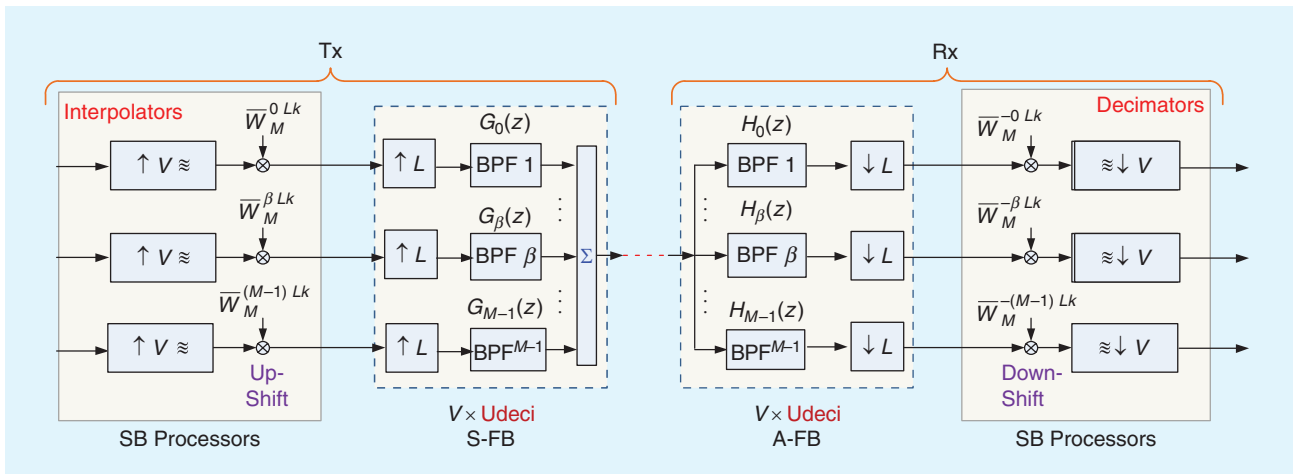 Tx
Rx
Interpolators
W̅_M^{0 Lk}
↑ V ≋
W̅_M^{β Lk}
↑ V ≋
W̅_M^{(M−1) Lk}
↑ V ≋
Up-
Shift
SB Processors
G_0(z)
↑ L
BPF 1
G_β(z)
↑ L
BPF β
G_{M−1}(z)
↑ L
BPF^{M-1}
Σ
V × Udeci
S-FB
H_0(z)
BPF 1
↓ L
H_β(z)
BPF β
↓ L
H_{M−1}(z)
BPF^{M-1}
↓ L
V × Udeci
A-FB
Decimators
W̅_M^{−0 Lk}
≋↓ V
W̅_M^{−β Lk}
≋↓ V
W̅_M^{−(M−1) Lk}
≋↓ V
Down-
Shift
SB Processors